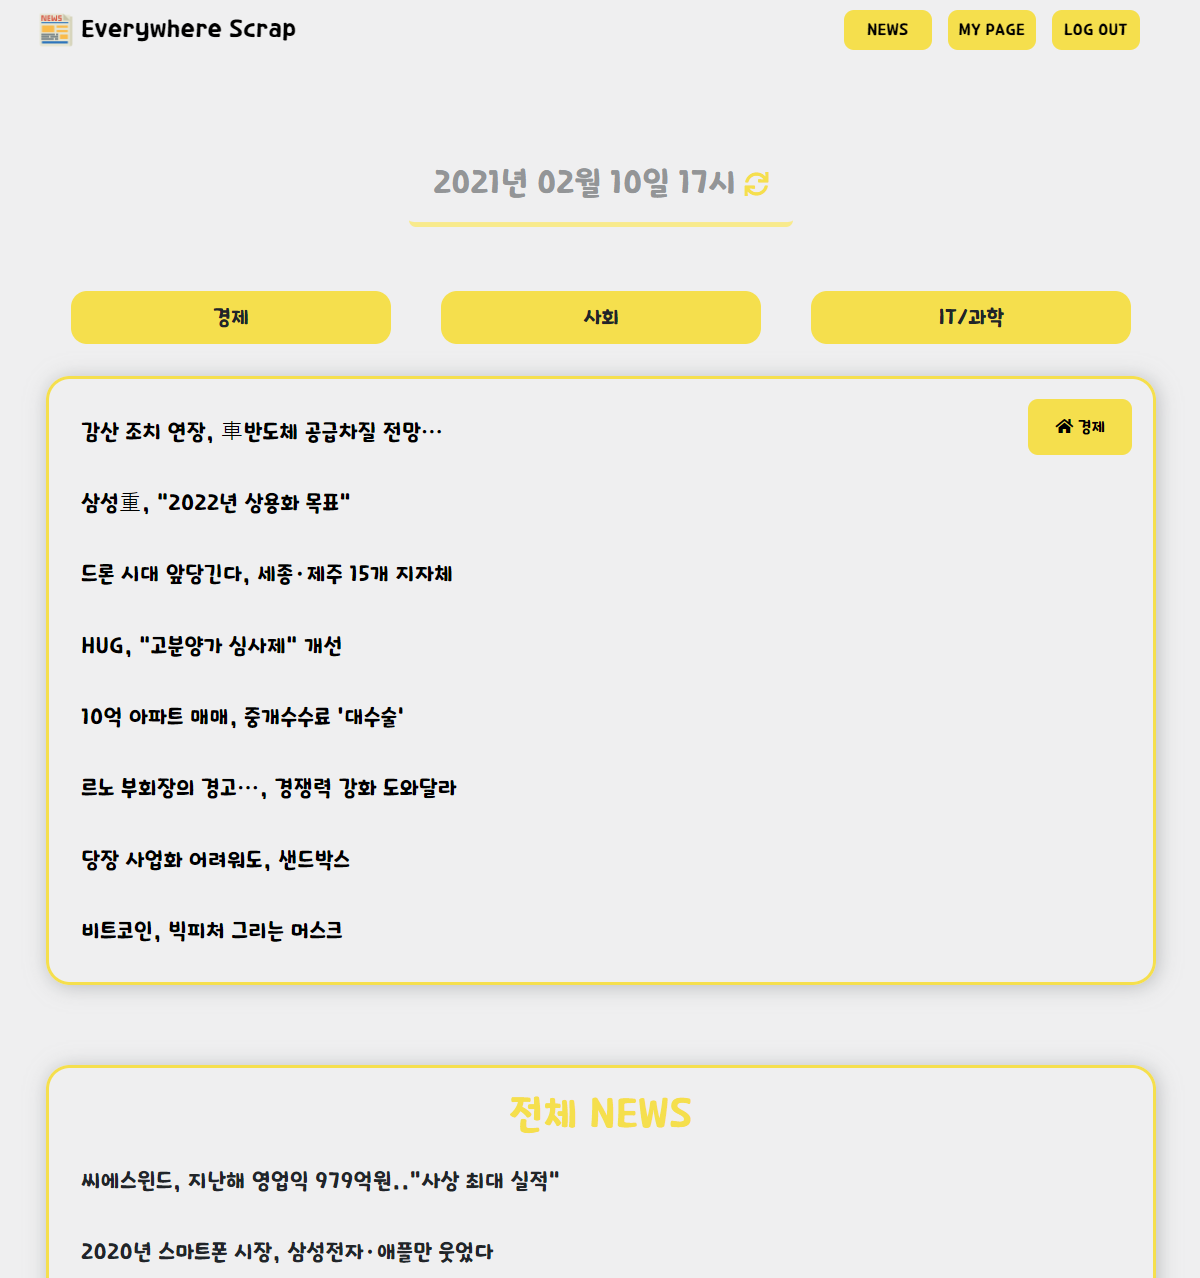 NEWS
Everywhere Scrap
NEWS
MY PAGE
LOG OUT
2021년 02월 10일 17시
경제
사회
IT/과학
감산 조치 연장, 車반도체 공급차질 전망…
경제
삼성重, "2022년 상용화 목표"
드론 시대 앞당긴다, 세종·제주 15개 지자체
HUG, "고분양가 심사제" 개선
10억 아파트 매매, 중개수수료 '대수술'
르노 부회장의 경고…, 경쟁력 강화 도와달라
당장 사업화 어려워도, 샌드박스
비트코인, 빅피처 그리는 머스크
전체 NEWS
씨에스윈드, 지난해 영업익 979억원.."사상 최대 실적"
2020년 스마트폰 시장, 삼성전자·애플만 웃었다